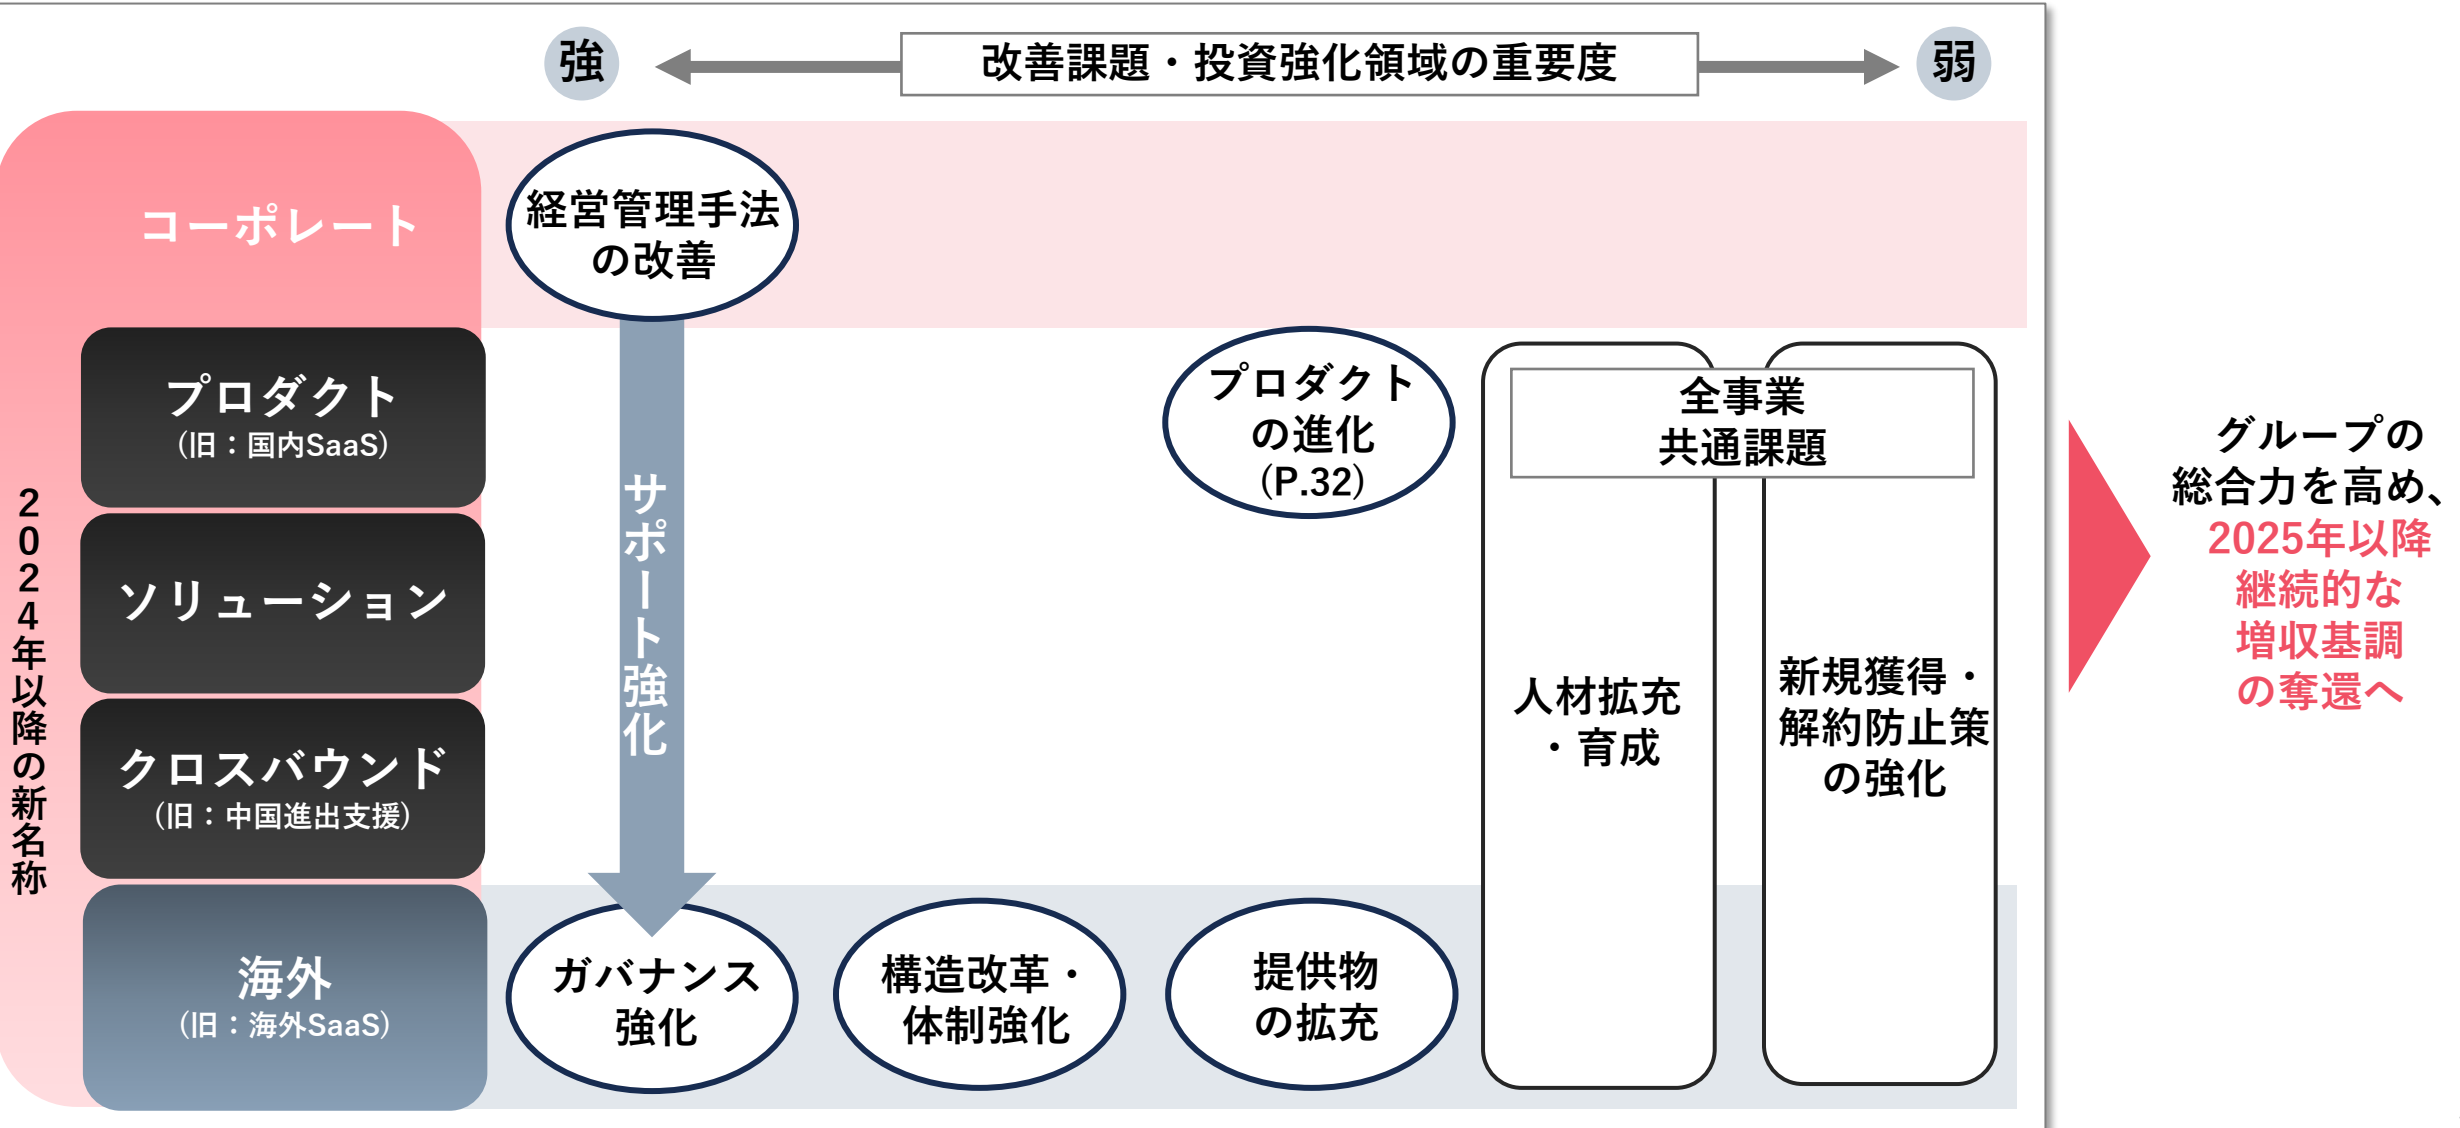 強
改善課題・投資強化領域の重要度
弱
2024年以降の新名称
コーポレート
経営管理手法
の改善
プロダクト
(旧：国内SaaS)
ソリューション
クロスバウンド
(旧：中国進出支援)
海外
(旧：海外SaaS)
サポート強化
プロダクト
の進化
(P.32)
全事業
共通課題
人材拡充
・育成
新規獲得・
解約防止策
の強化
ガバナンス
強化
構造改革・
体制強化
提供物
の拡充
グループの
総合力を高め、
2025年以降
継続的な
増収基調
の奪還へ